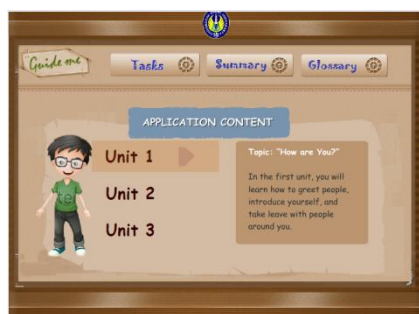 Guide me
Tasks
Summary
Glossary
APPLICATION CONTENT
Unit 1
Unit 2
Unit 3
Topic: "How are You?"
In the first unit, you will
learn how to greet people,
introduce yourself, and
take leave with people
around you.